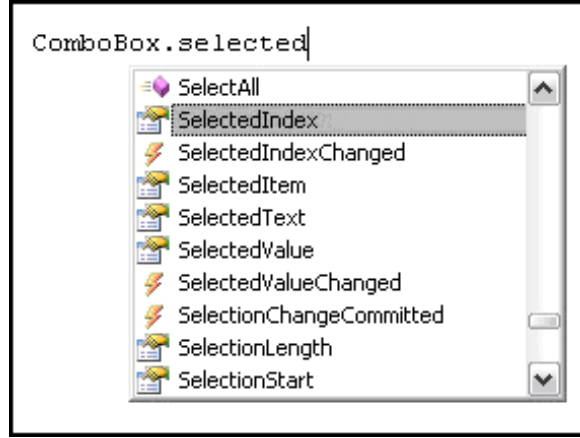 ComboBox.selected
SelectAll
SelectedIndex
SelectedIndexChanged
SelectedItem
SelectedText
SelectedValue
SelectedValueChanged
SelectionChangeCommitted
SelectionLength
SelectionStart